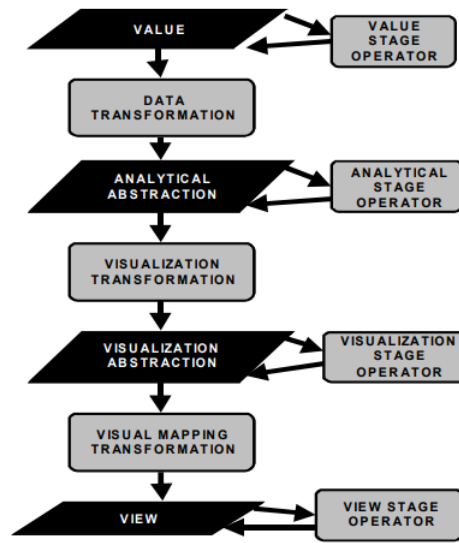 VALUE
VALUE
STAGE
OPERATOR
DATA
TRANSFORMATION
ANALYTICAL
ABSTRACTION
ANALYTICAL
STAGE
OPERATOR
VISUALIZATION
TRANSFORMATION
VISUALIZATION
ABSTRACTION
VISUALIZATION
STAGE
OPERATOR
VISUAL MAPPING
TRANSFORMATION
VIEW
VIEW STAGE
OPERATOR